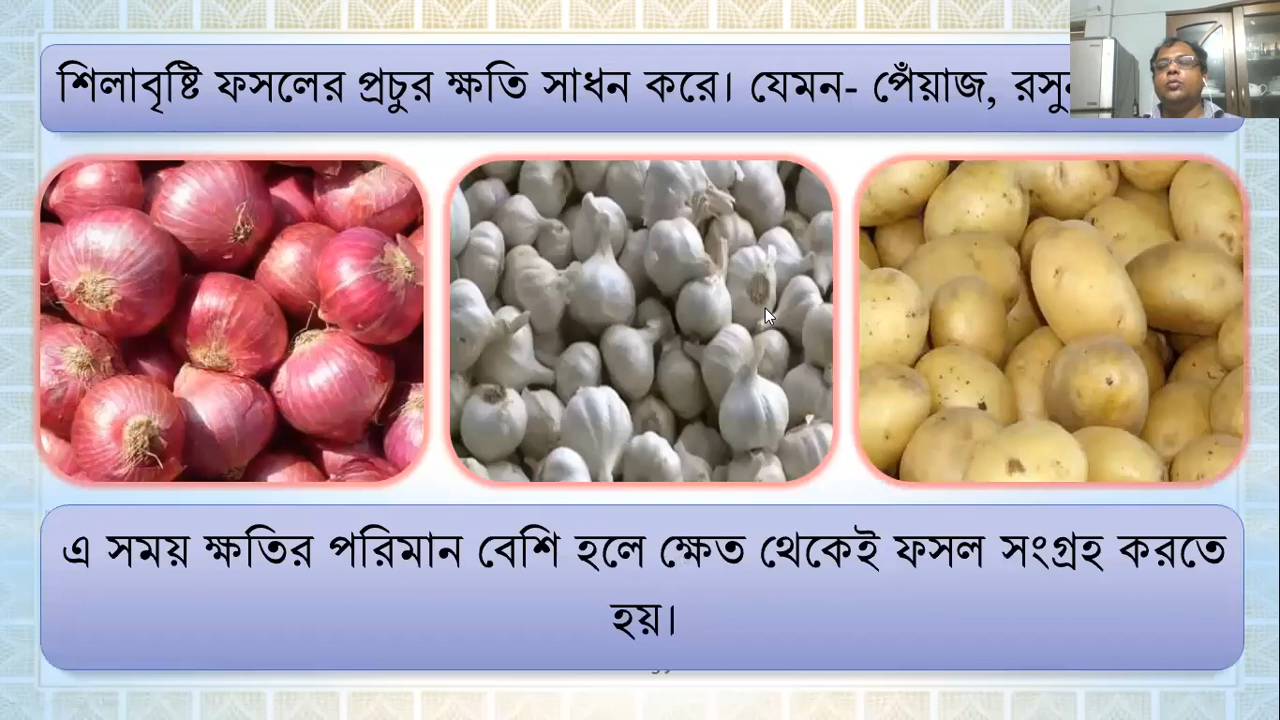 শিলাবৃষ্টি ফসলের প্রচুর ক্ষতি সাধন করে। যেমন- পেঁয়াজ,
এ সময় ক্ষতির পরিমান বেশি হলে ক্ষেত থেকেই ফসল সংগ্রহ করতে
হয়।